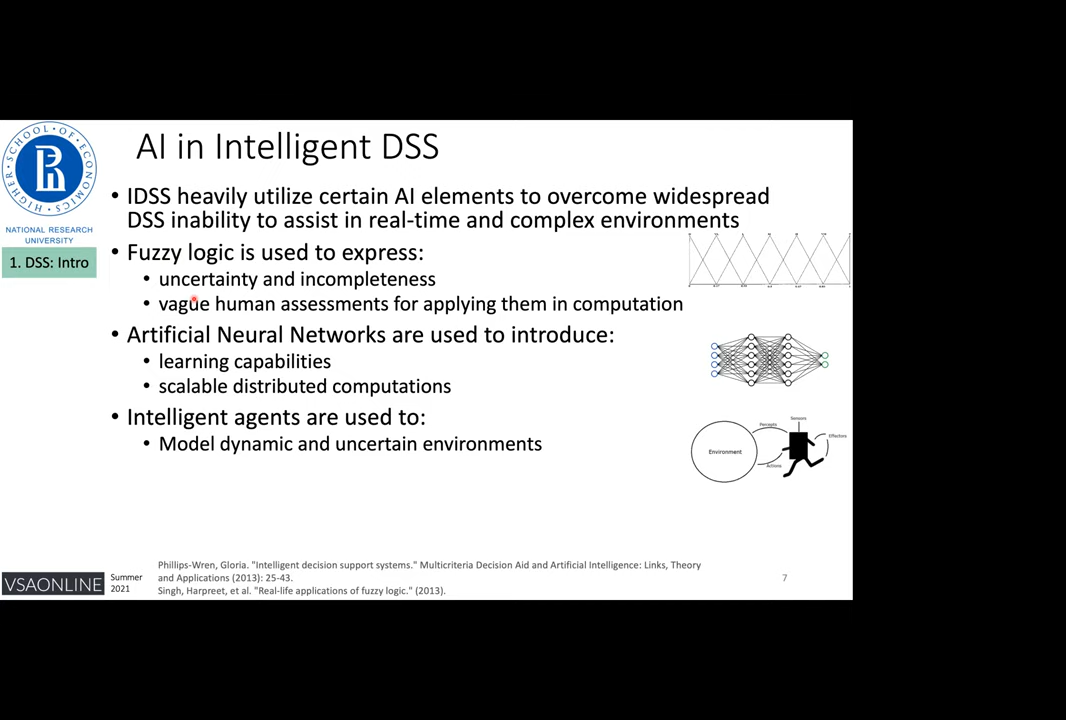 HIGHER SCHOOL OF ECONOMICS
NATIONAL RESEARCH
UNIVERSITY
1. DSS: Intro
AI in Intelligent DSS
• IDSS heavily utilize certain AI elements to overcome widespread
DSS inability to assist in real-time and complex environments
• Fuzzy logic is used to express:
• uncertainty and incompleteness
• vague human assessments for applying them in computation
• Artificial Neural Networks are used to introduce:
• learning capabilities
• scalable distributed computations
• Intelligent agents are used to:
• Model dynamic and uncertain environments
Sensors
Percepts
Effectors
Environment
Actions
VSAONLINE
Summer
2021
Phillips-Wren, Gloria. "Intelligent decision support systems." Multicriteria Decision Aid and Artificial Intelligence: Links, Theory
and Applications (2013): 25-43.
Singh, Harpreet, et al. "Real-life applications of fuzzy logic." (2013).
7